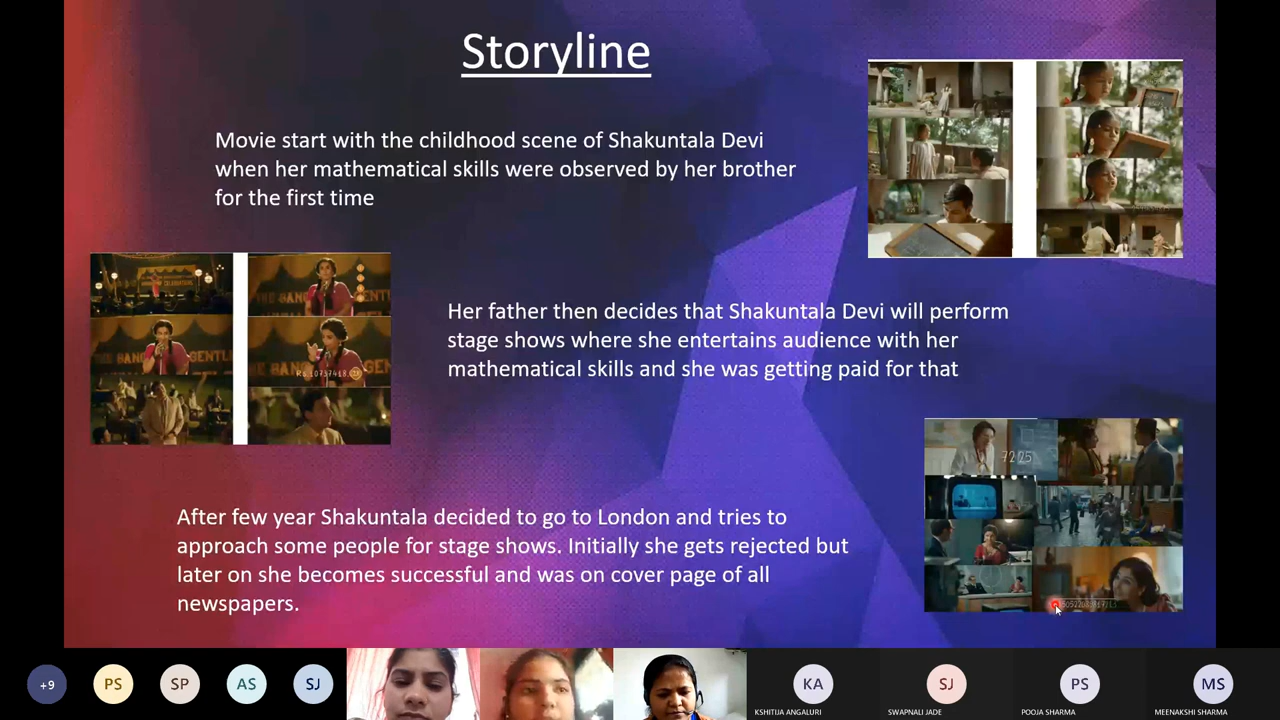 Storyline
Movie start with the childhood scene of Shakuntala Devi
when her mathematical skills were observed by her brother
for the first time
Her father then decides that Shakuntala Devi will perform
stage shows where she entertains audience with her
mathematical skills and she was getting paid for that
7225
After few year Shakuntala decided to go to London and tries to
approach some people for stage shows. Initially she gets rejected but
later on she becomes successful and was on cover page of all
newspapers.
+9
PS
SP
AS
SJ
KA
SJ
PS
MS
KSHITIJA ANGALURI
SWAPNALI JADE
POOJA SHARMA
MEENAKSHI SHARMA